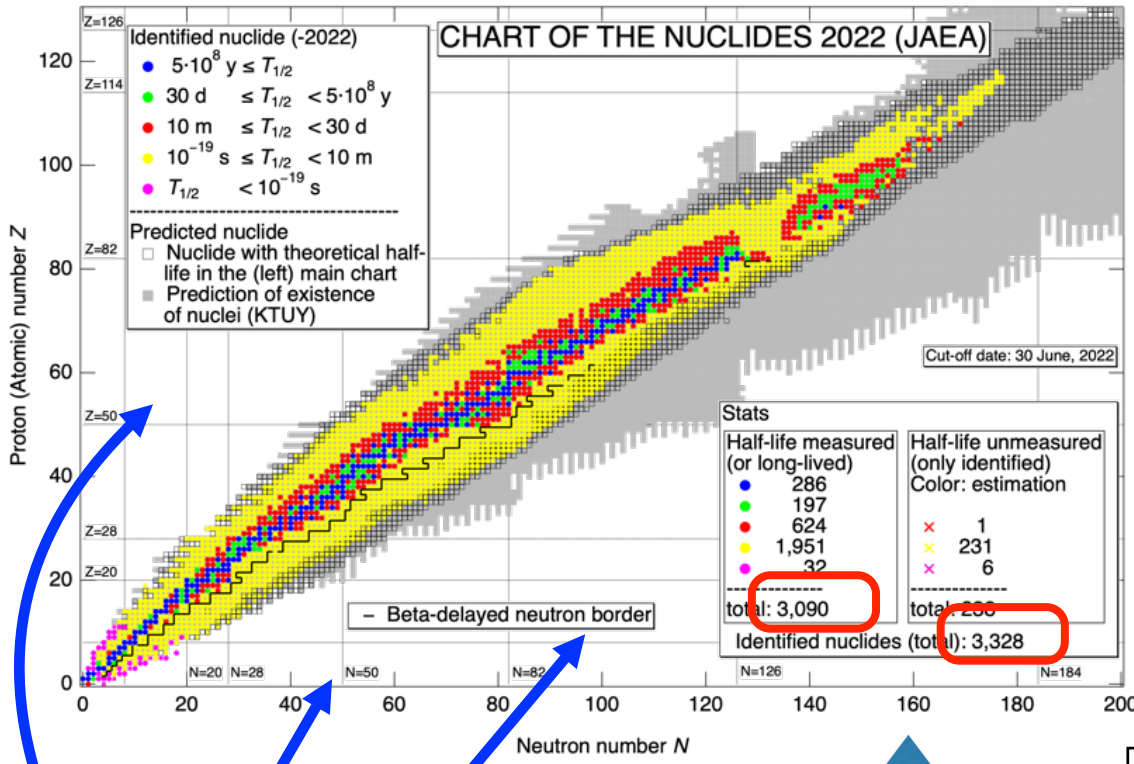 CHART OF THE NUCLIDES 2022 (JAEA)
Identified nuclide (-2022)
5·10⁸ y ≤ T₁/₂
30 d ≤ T₁/₂ < 5·10⁸ y
10 m ≤ T₁/₂ < 30 d
10⁻¹⁹ s ≤ T₁/₂ < 10 m
T₁/₂ < 10⁻¹⁹ s
Predicted nuclide
Nuclide with theoretical half-
life in the (left) main chart
Prediction of existence
of nuclei (KTUY)
Cut-off date: 30 June, 2022
Stats
Half-life measured
(or long-lived)
286
197
624
1,951
32
total: 3,090
Half-life unmeasured
(only identified)
Color: estimation
× 1
× 231
× 6
total: 238
Identified nuclides (total): 3,328
– Beta-delayed neutron border
Proton (Atomic) number Z
120
100
80
60
40
20
0
Z=126
Z=114
Z=82
Z=50
Z=28
Z=20
N=20
N=28
N=50
N=82
N=126
N=184
0 20 40 60 80 100 120 140 160 180 200
Neutron number N